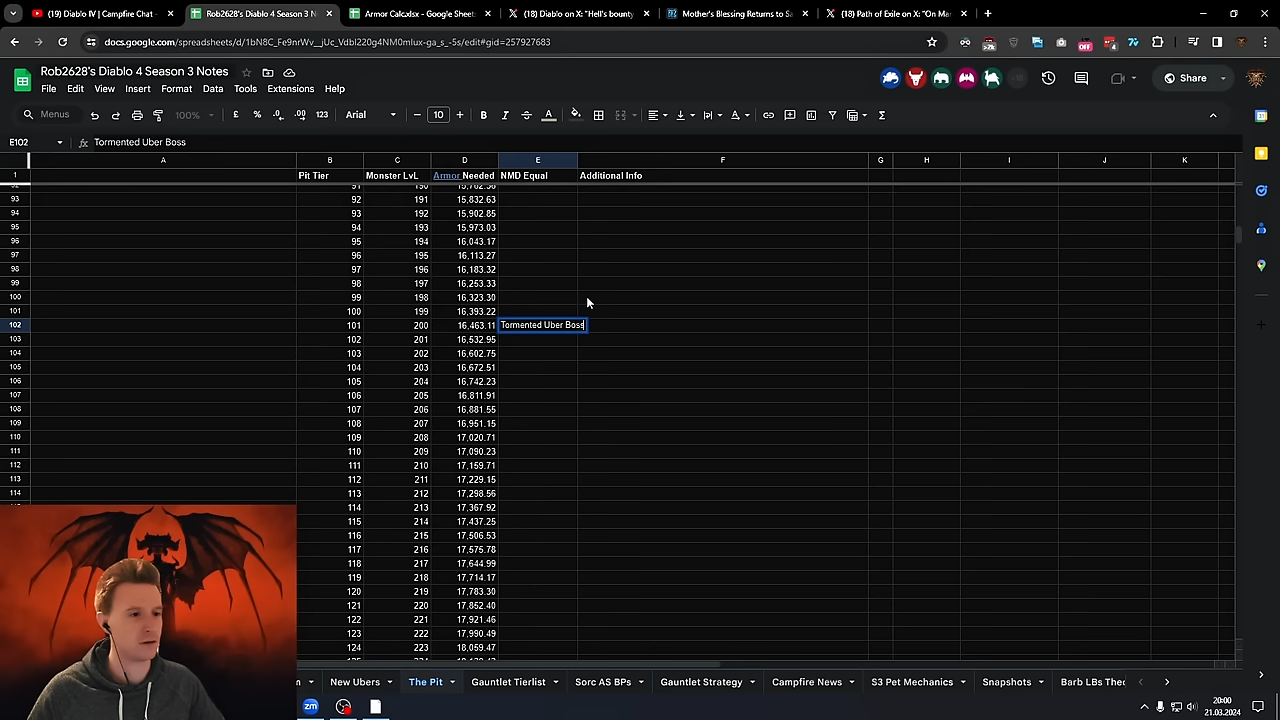 (19) Diablo IV | Campfire Chat -
Rob2628's Diablo 4 Season 3 N
Armor Calc.xlsx - Google Sheet
(18) Diablo on X: "Hell's bounty
Mother's Blessing Returns to Sa
(18) Path of Exile on X: "On Mar
docs.google.com/spreadsheets/d/1bN8C_Fe9nrWv__jUc_Vdbl220g4NM0mlux-ga_s_-5s/edit#gid=257927683
Rob2628's Diablo 4 Season 3 Notes
File Edit View Insert Format Data Tools Extensions Help
Share
Menus 100% £ % .0 .00 123 Arial 10 B I A
E102 fx Tormented Uber Boss
A B C D E F G H I J K
1 Pit Tier Monster LvL Armor Needed NMD Equal Additional Info
91 190 15,762.36
93 92 191 15,832.63
94 93 192 15,902.85
95 94 193 15,973.03
96 95 194 16,043.17
97 96 195 16,113.27
98 97 196 16,183.32
99 98 197 16,253.33
100 99 198 16,323.30
101 100 199 16,393.22
102 101 200 16,463.11 Tormented Uber Boss
103 102 201 16,532.95
104 103 202 16,602.75
105 104 203 16,672.51
106 105 204 16,742.23
107 106 205 16,811.91
108 107 206 16,881.55
109 108 207 16,951.15
110 109 208 17,020.71
111 110 209 17,090.23
112 111 210 17,159.71
113 112 211 17,229.15
114 113 212 17,298.56
114 213 17,367.92
115 214 17,437.25
116 215 17,506.53
117 216 17,575.78
118 217 17,644.99
119 218 17,714.17
120 219 17,783.30
121 220 17,852.40
122 221 17,921.46
123 222 17,990.49
124 223 18,059.47
New Ubers The Pit Gauntlet Tierlist Sorc AS BPs Gauntlet Strategy Campfire News S3 Pet Mechanics Snapshots Barb LBs Theo
zm
20:00
21.03.2024